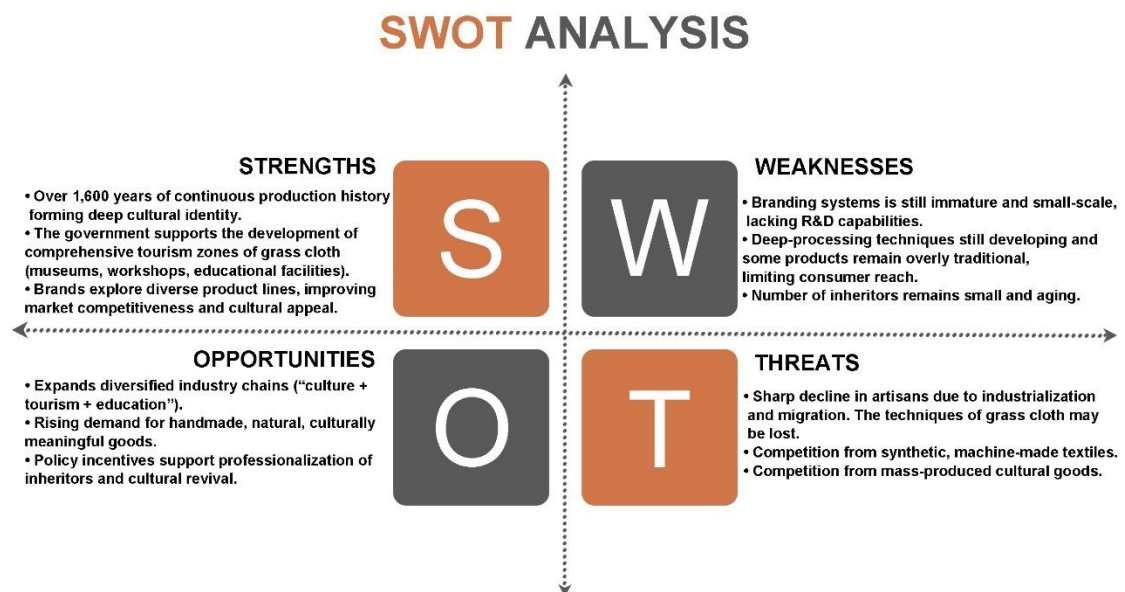 SWOT ANALYSIS
STRENGTHS
• Over 1,600 years of continuous production history
forming deep cultural identity.
• The government supports the development of
comprehensive tourism zones of grass cloth
(museums, workshops, educational facilities).
• Brands explore diverse product lines, improving
market competitiveness and cultural appeal.
S
W
WEAKNESSES
• Branding systems is still immature and small-scale,
lacking R&D capabilities.
• Deep-processing techniques still developing and
some products remain overly traditional,
limiting consumer reach.
• Number of inheritors remains small and aging.
OPPORTUNITIES
• Expands diversified industry chains (“culture +
tourism + education”).
• Rising demand for handmade, natural, culturally
meaningful goods.
• Policy incentives support professionalization of
inheritors and cultural revival.
O
T
THREATS
• Sharp decline in artisans due to industrialization
and migration. The techniques of grass cloth may
be lost.
• Competition from synthetic, machine-made textiles.
• Competition from mass-produced cultural goods.